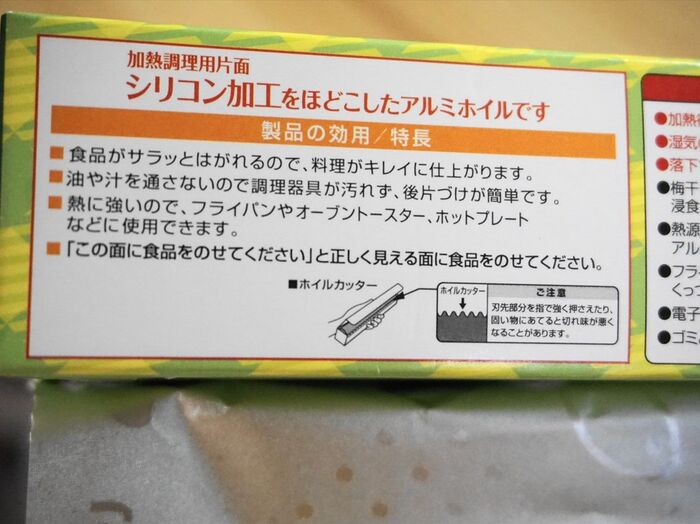 加熱調理用片面
シリコン加工をほどこしたアルミホイルです
製品の効用/特長
■食品がサラッとはがれるので、料理がキレイに仕上がります。
■油や汁を通さないので調理器具が汚れず、後片づけが簡単です。
■熱に強いので、フライパンやオーブントースター、ホットプレート
などに使用できます。
■「この面に食品をのせてください」と正しく見える面に食品をのせてください。
■ホイルカッター
ホイルカッター
ご注意
刃先部分を指で強く押さえたり、
固い物にあてると切れ味が悪く
なることがあります。
●加熱
●湿気
●落下
●梅干
浸食
●熱源
アル
●フラ
くっつ
●電子
●ゴミ